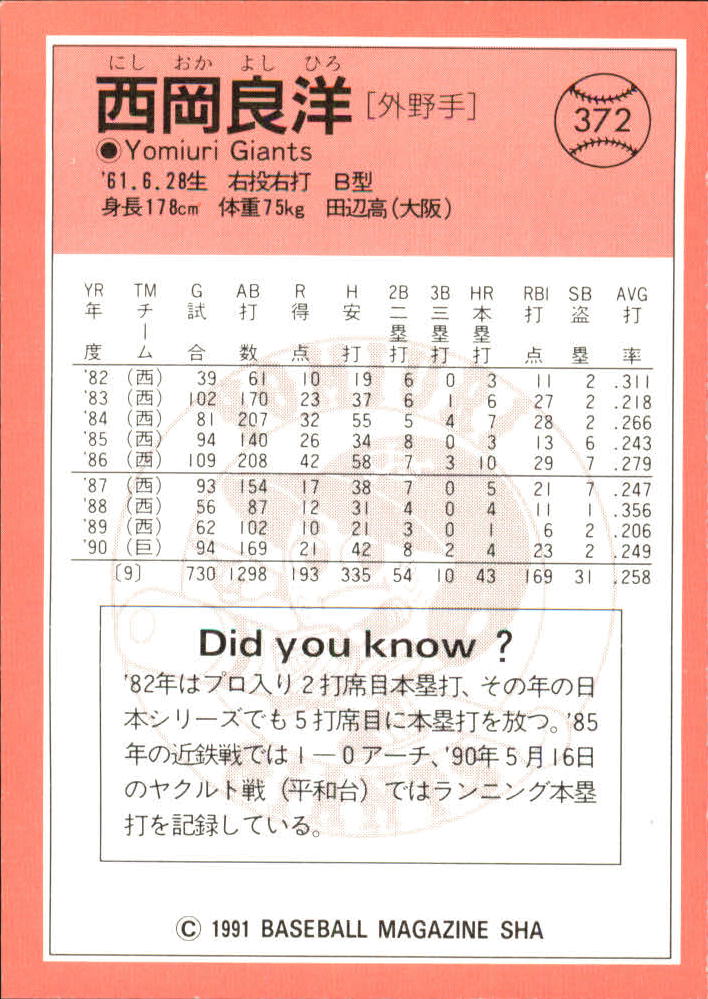 にし おか よし ひろ
西岡良洋 [外野手]
372
●Yomiuri Giants
'61.6.28生 右投右打 B型
身長178cm 体重75kg 田辺高(大阪)
YR TM G AB R H 2B 3B HR RBI SB AVG
年度 チーム 試合 打数 得点 安打 二塁打 三塁打 本塁打 打点 盗塁 打率
'82 (西) 39 61 10 19 6 0 3 11 2 .311
'83 (西) 102 170 23 37 6 1 6 27 2 .218
'84 (西) 81 207 32 55 5 4 7 28 2 .266
'85 (西) 94 140 26 34 8 0 3 13 6 .243
'86 (西) 109 208 42 58 7 3 10 29 7 .279
'87 (西) 93 154 17 38 7 0 5 21 7 .247
'88 (西) 56 87 12 31 4 0 4 11 1 .356
'89 (西) 62 102 10 21 3 0 1 6 2 .206
'90 (巨) 94 169 21 42 8 2 4 23 2 .249
〔9〕 730 1298 193 335 54 10 43 169 31 .258
Did you know ?
'82年はプロ入り2打席目本塁打、その年の日
本シリーズでも5打席目に本塁打を放つ。'85
年の近鉄戦では1―0アーチ、'90年5月16日
のヤクルト戦(平和台)ではランニング本塁
打を記録している。
© 1991 BASEBALL MAGAZINE SHA